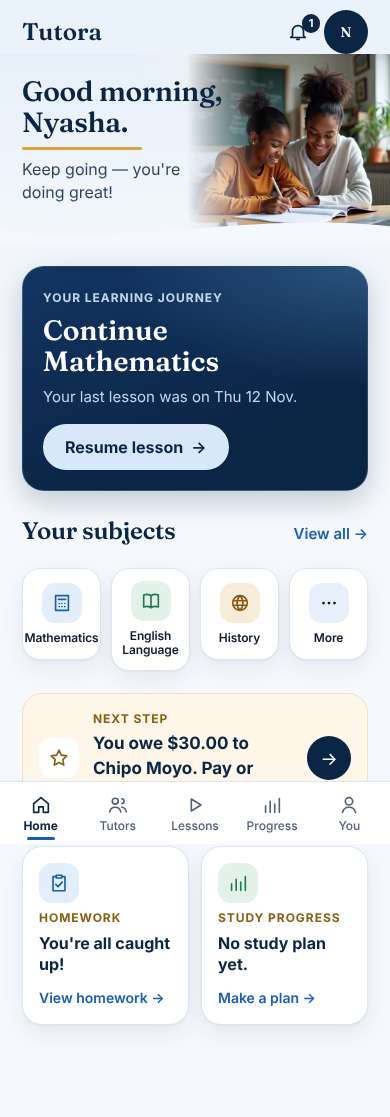 Tutora
1
N
Good morning,
Nyasha.
Keep going — you're
doing great!
YOUR LEARNING JOURNEY
Continue
Mathematics
Your last lesson was on Thu 12 Nov.
Resume lesson →
Your subjects
View all →
Mathematics
English
Language
History
More
NEXT STEP
You owe $30.00 to
Chipo Moyo. Pay or
Home
Tutors
Lessons
Progress
You
HOMEWORK
You're all caught
up!
View homework →
STUDY PROGRESS
No study plan
yet.
Make a plan →